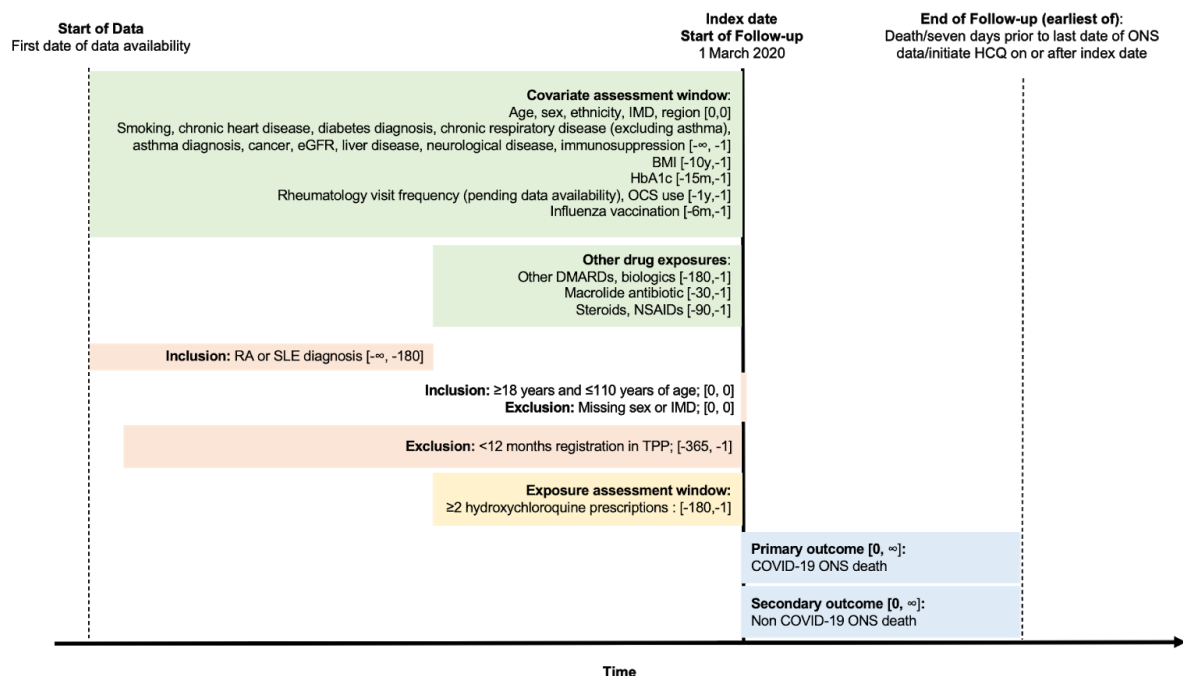 Start of Data
First date of data availability
Index date
Start of Follow-up
1 March 2020
End of Follow-up (earliest of):
Death/seven days prior to last date of ONS
data/initiate HCQ on or after index date
Covariate assessment window:
Age, sex, ethnicity, IMD, region [0,0]
Smoking, chronic heart disease, diabetes diagnosis, chronic respiratory disease (excluding asthma),
asthma diagnosis, cancer, eGFR, liver disease, neurological disease, immunosuppression [-∞, -1]
BMI [-10y,-1]
HbA1c [-15m,-1]
Rheumatology visit frequency (pending data availability), OCS use [-1y,-1]
Influenza vaccination [-6m,-1]
Other drug exposures:
Other DMARDs, biologics [-180,-1]
Macrolide antibiotic [-30,-1]
Steroids, NSAIDs [-90,-1]
Inclusion: RA or SLE diagnosis [-∞, -180]
Inclusion: ≥18 years and ≤110 years of age; [0, 0]
Exclusion: Missing sex or IMD; [0, 0]
Exclusion: <12 months registration in TPP; [-365, -1]
Exposure assessment window:
≥2 hydroxychloroquine prescriptions : [-180,-1]
Primary outcome [0, ∞]:
COVID-19 ONS death
Secondary outcome [0, ∞]:
Non COVID-19 ONS death
Time